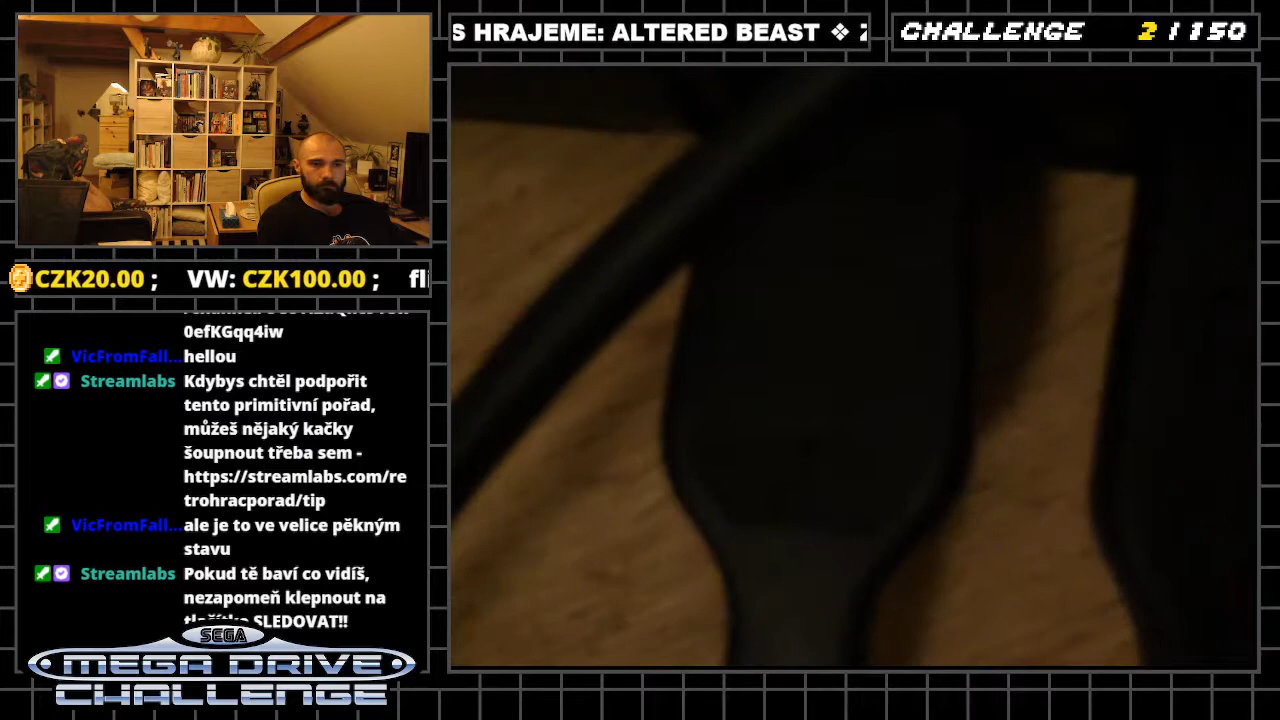 S HRAJEME: ALTERED BEAST ❖
CHALLENGE 2 / 150
CZK20.00 ; VW: CZK100.00 ;
0efKGqq4iw
VicFromFall... hellou
Streamlabs Kdybys chtěl podpořit
tento primitivní pořad,
můžeš nějaký kačky
šoupnout třeba sem -
https://streamlabs.com/re
trohracporad/tip
VicFromFall... ale je to ve velice pěkným
stavu
Streamlabs Pokud tě baví co vidíš,
nezapomeň klepnout na
tlačítko SLEDOVAT!!
SEGA
MEGA DRIVE
CHALLENGE